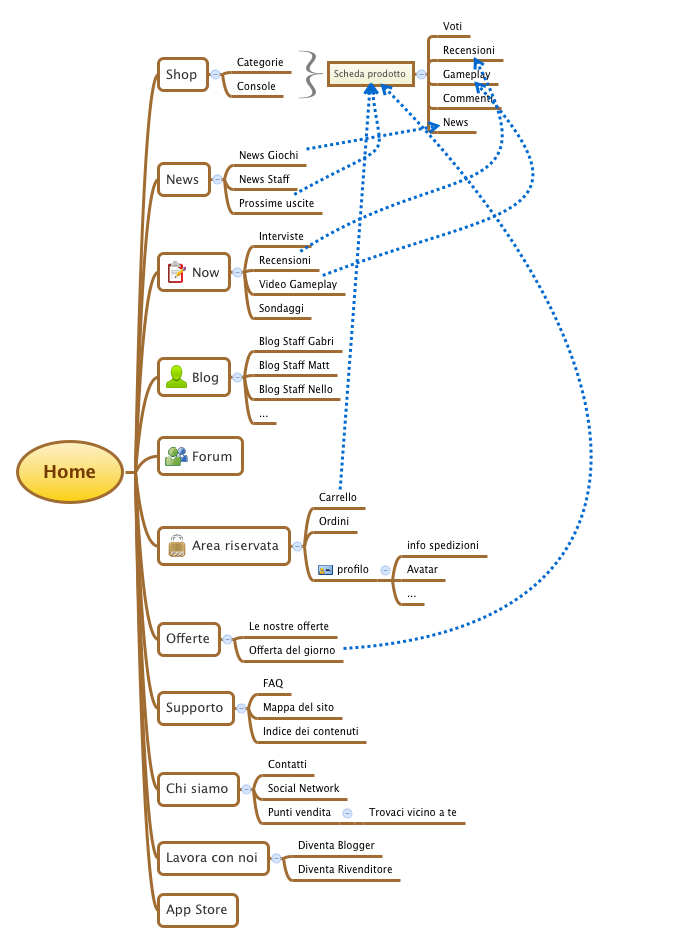 Home
Shop
Categorie
Console
Scheda prodotto
Voti
Recensioni
Gameplay
Commenti
News
News
News Giochi
News Staff
Prossime uscite
Now
Interviste
Recensioni
Video Gameplay
Sondaggi
Blog
Blog Staff Gabri
Blog Staff Matt
Blog Staff Nello
...
Forum
Area riservata
Carrello
Ordini
profilo
info spedizioni
Avatar
...
Offerte
Le nostre offerte
Offerta del giorno
Supporto
FAQ
Mappa del sito
Indice dei contenuti
Chi siamo
Contatti
Social Network
Punti vendita
Trovaci vicino a te
Lavora con noi
Diventa Blogger
Diventa Rivenditore
App Store